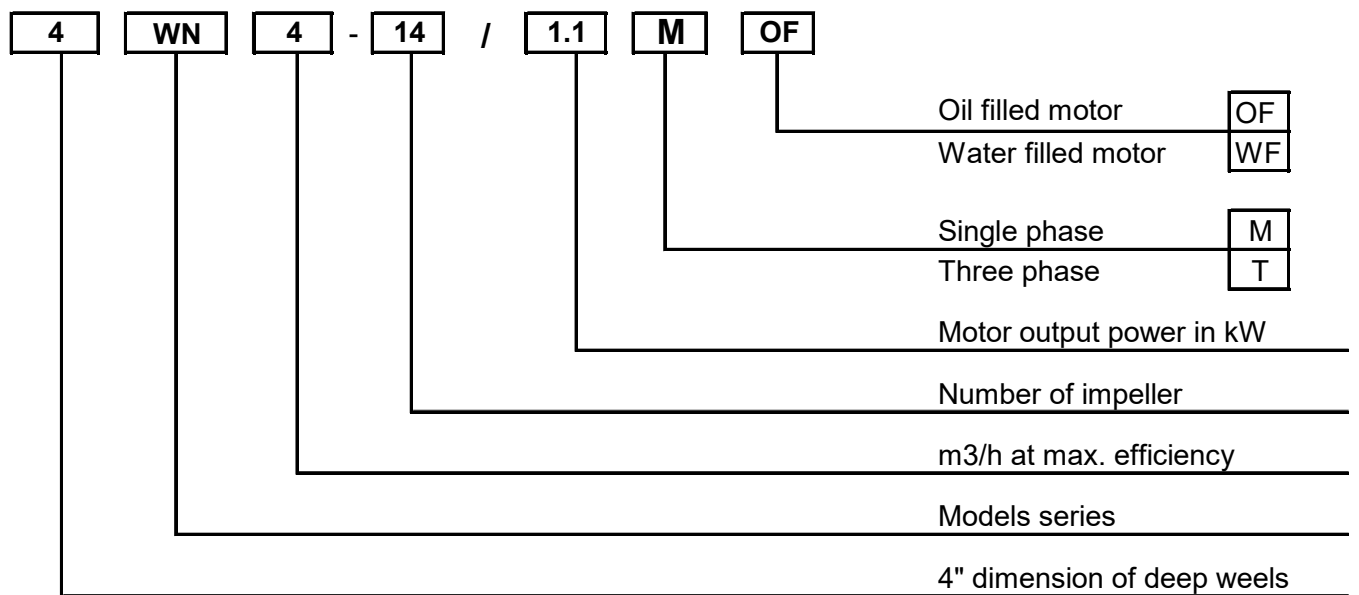 4 WN 4 - 14 / 1.1 M OF
Oil filled motor OF
Water filled motor WF
Single phase M
Three phase T
Motor output power in kW
Number of impeller
m3/h at max. efficiency
Models series
4" dimension of deep weels